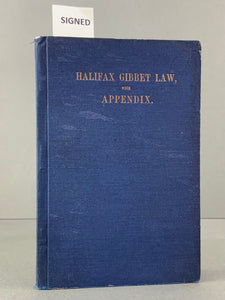 SIGNED
HALIFAX GIBBET LAW,
WITH
APPENDIX.